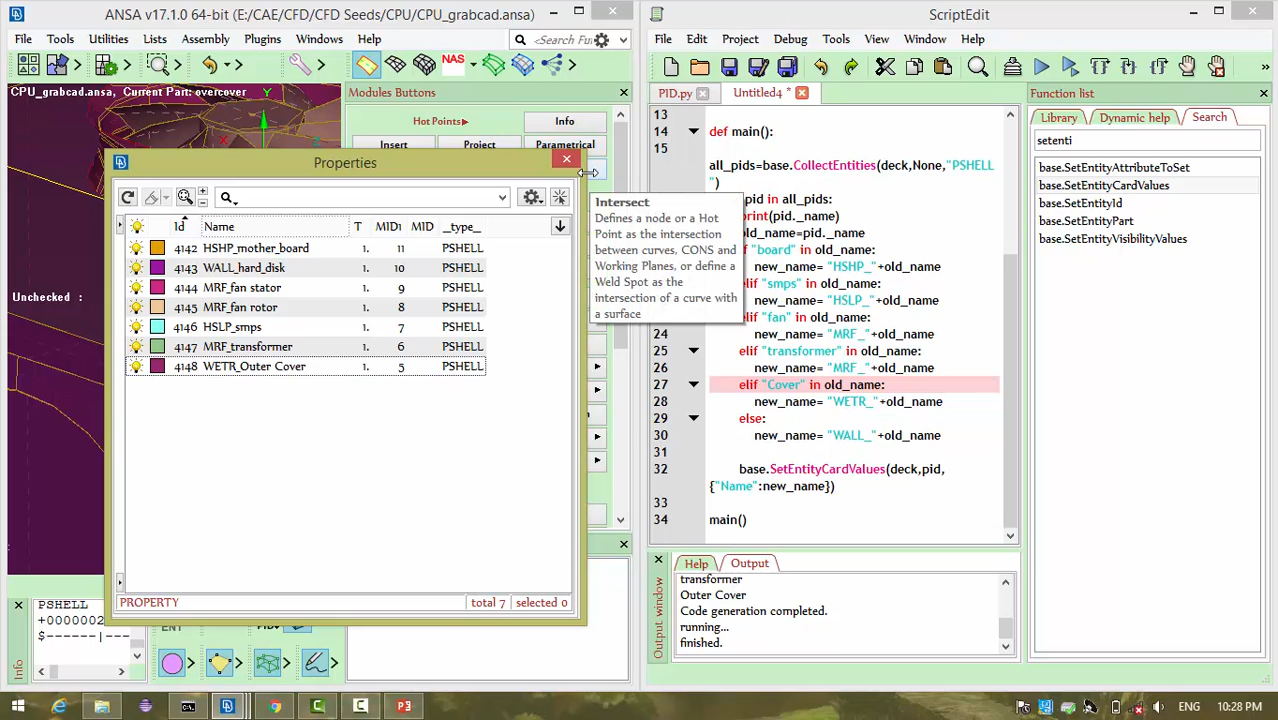 ANSA v17.1.0 64-bit (E:/CAE/CFD/CFD Seeds/CPU/CPU_grabcad.ansa)
File Tools Utilities Lists Assembly Plugins Windows Help
<Search Fu
NAS
CPU_grabcad.ansa, Current Part: overcover
Y
X
Unchecked :
Modules Buttons
Hot Points
Info
Insert
Project
Parametrical
Properties
Id Name T MID1 MID _type_
4142 HSHP_mother_board 1. 11 PSHELL
4143 WALL_hard_disk 1. 10 PSHELL
4144 MRF_fan stator 1. 9 PSHELL
4145 MRF_fan rotor 1. 8 PSHELL
4146 HSLP_smps 1. 7 PSHELL
4147 MRF_transformer 1. 6 PSHELL
4148 WETR_Outer Cover 1. 5 PSHELL
PROPERTY total 7 selected 0
Intersect
Defines a node or a Hot
Point as the intersection
between curves, CONS and
Working Planes, or define a
Weld Spot as the
intersection of a curve with
a surface
PSHELL
+0000002
$------|---
Info
ENT
PID
ScriptEdit
File Edit Project Debug Tools View Window Help
PID.py Untitled4 *
13
14 def main():
15
all_pids=base.CollectEntities(deck,None,"PSHELL
")
pid in all_pids:
print(pid._name)
old_name=pid._name
"board" in old_name:
new_name= "HSHP_"+old_name
elif "smps" in old_name:
new_name= "HSLP_"+old_name
"fan" in old_name:
24 new_name= "MRF_"+old_name
25 elif "transformer" in old_name:
26 new_name= "MRF_"+old_name
27 elif "Cover" in old_name:
28 new_name= "WETR_"+old_name
29 else:
30 new_name= "WALL_"+old_name
32 base.SetEntityCardValues(deck,pid,
{"Name":new_name})
33
34 main()
Output window
Help Output
transformer
Outer Cover
Code generation completed.
running...
finished.
Function list
Library Dynamic help Search
setenti
base.SetEntityAttributeToSet
base.SetEntityCardValues
base.SetEntityId
base.SetEntityPart
base.SetEntityVisibilityValues
ENG 10:28 PM